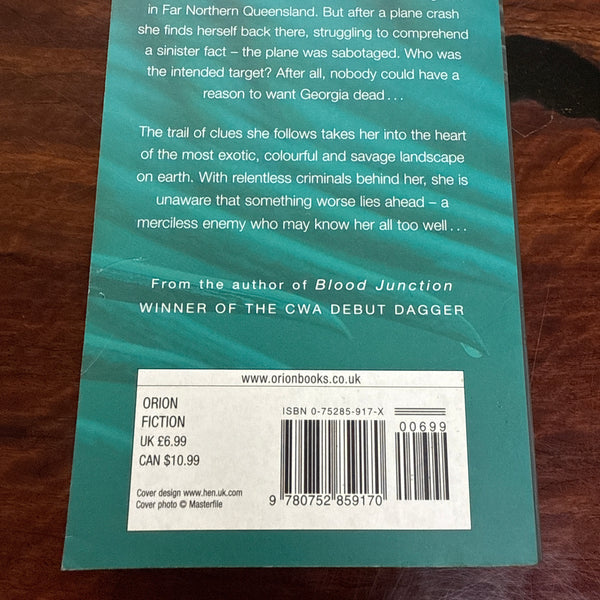 in Far Northern Queensland. But after a plane crash
she finds herself back there, struggling to comprehend
a sinister fact – the plane was sabotaged. Who was
the intended target? After all, nobody could have a
reason to want Georgia dead...
The trail of clues she follows takes her into the heart
of the most exotic, colourful and savage landscape
on earth. With relentless criminals behind her, she is
unaware that something worse lies ahead – a
merciless enemy who may know her all too well...
From the author of Blood Junction
WINNER OF THE CWA DEBUT DAGGER
www.orionbooks.co.uk
ORION
FICTION
UK £6.99
CAN $10.99
Cover design www.hen.uk.com
Cover photo © Masterfile
ISBN 0-75285-917-X
00699
9 780752 859170